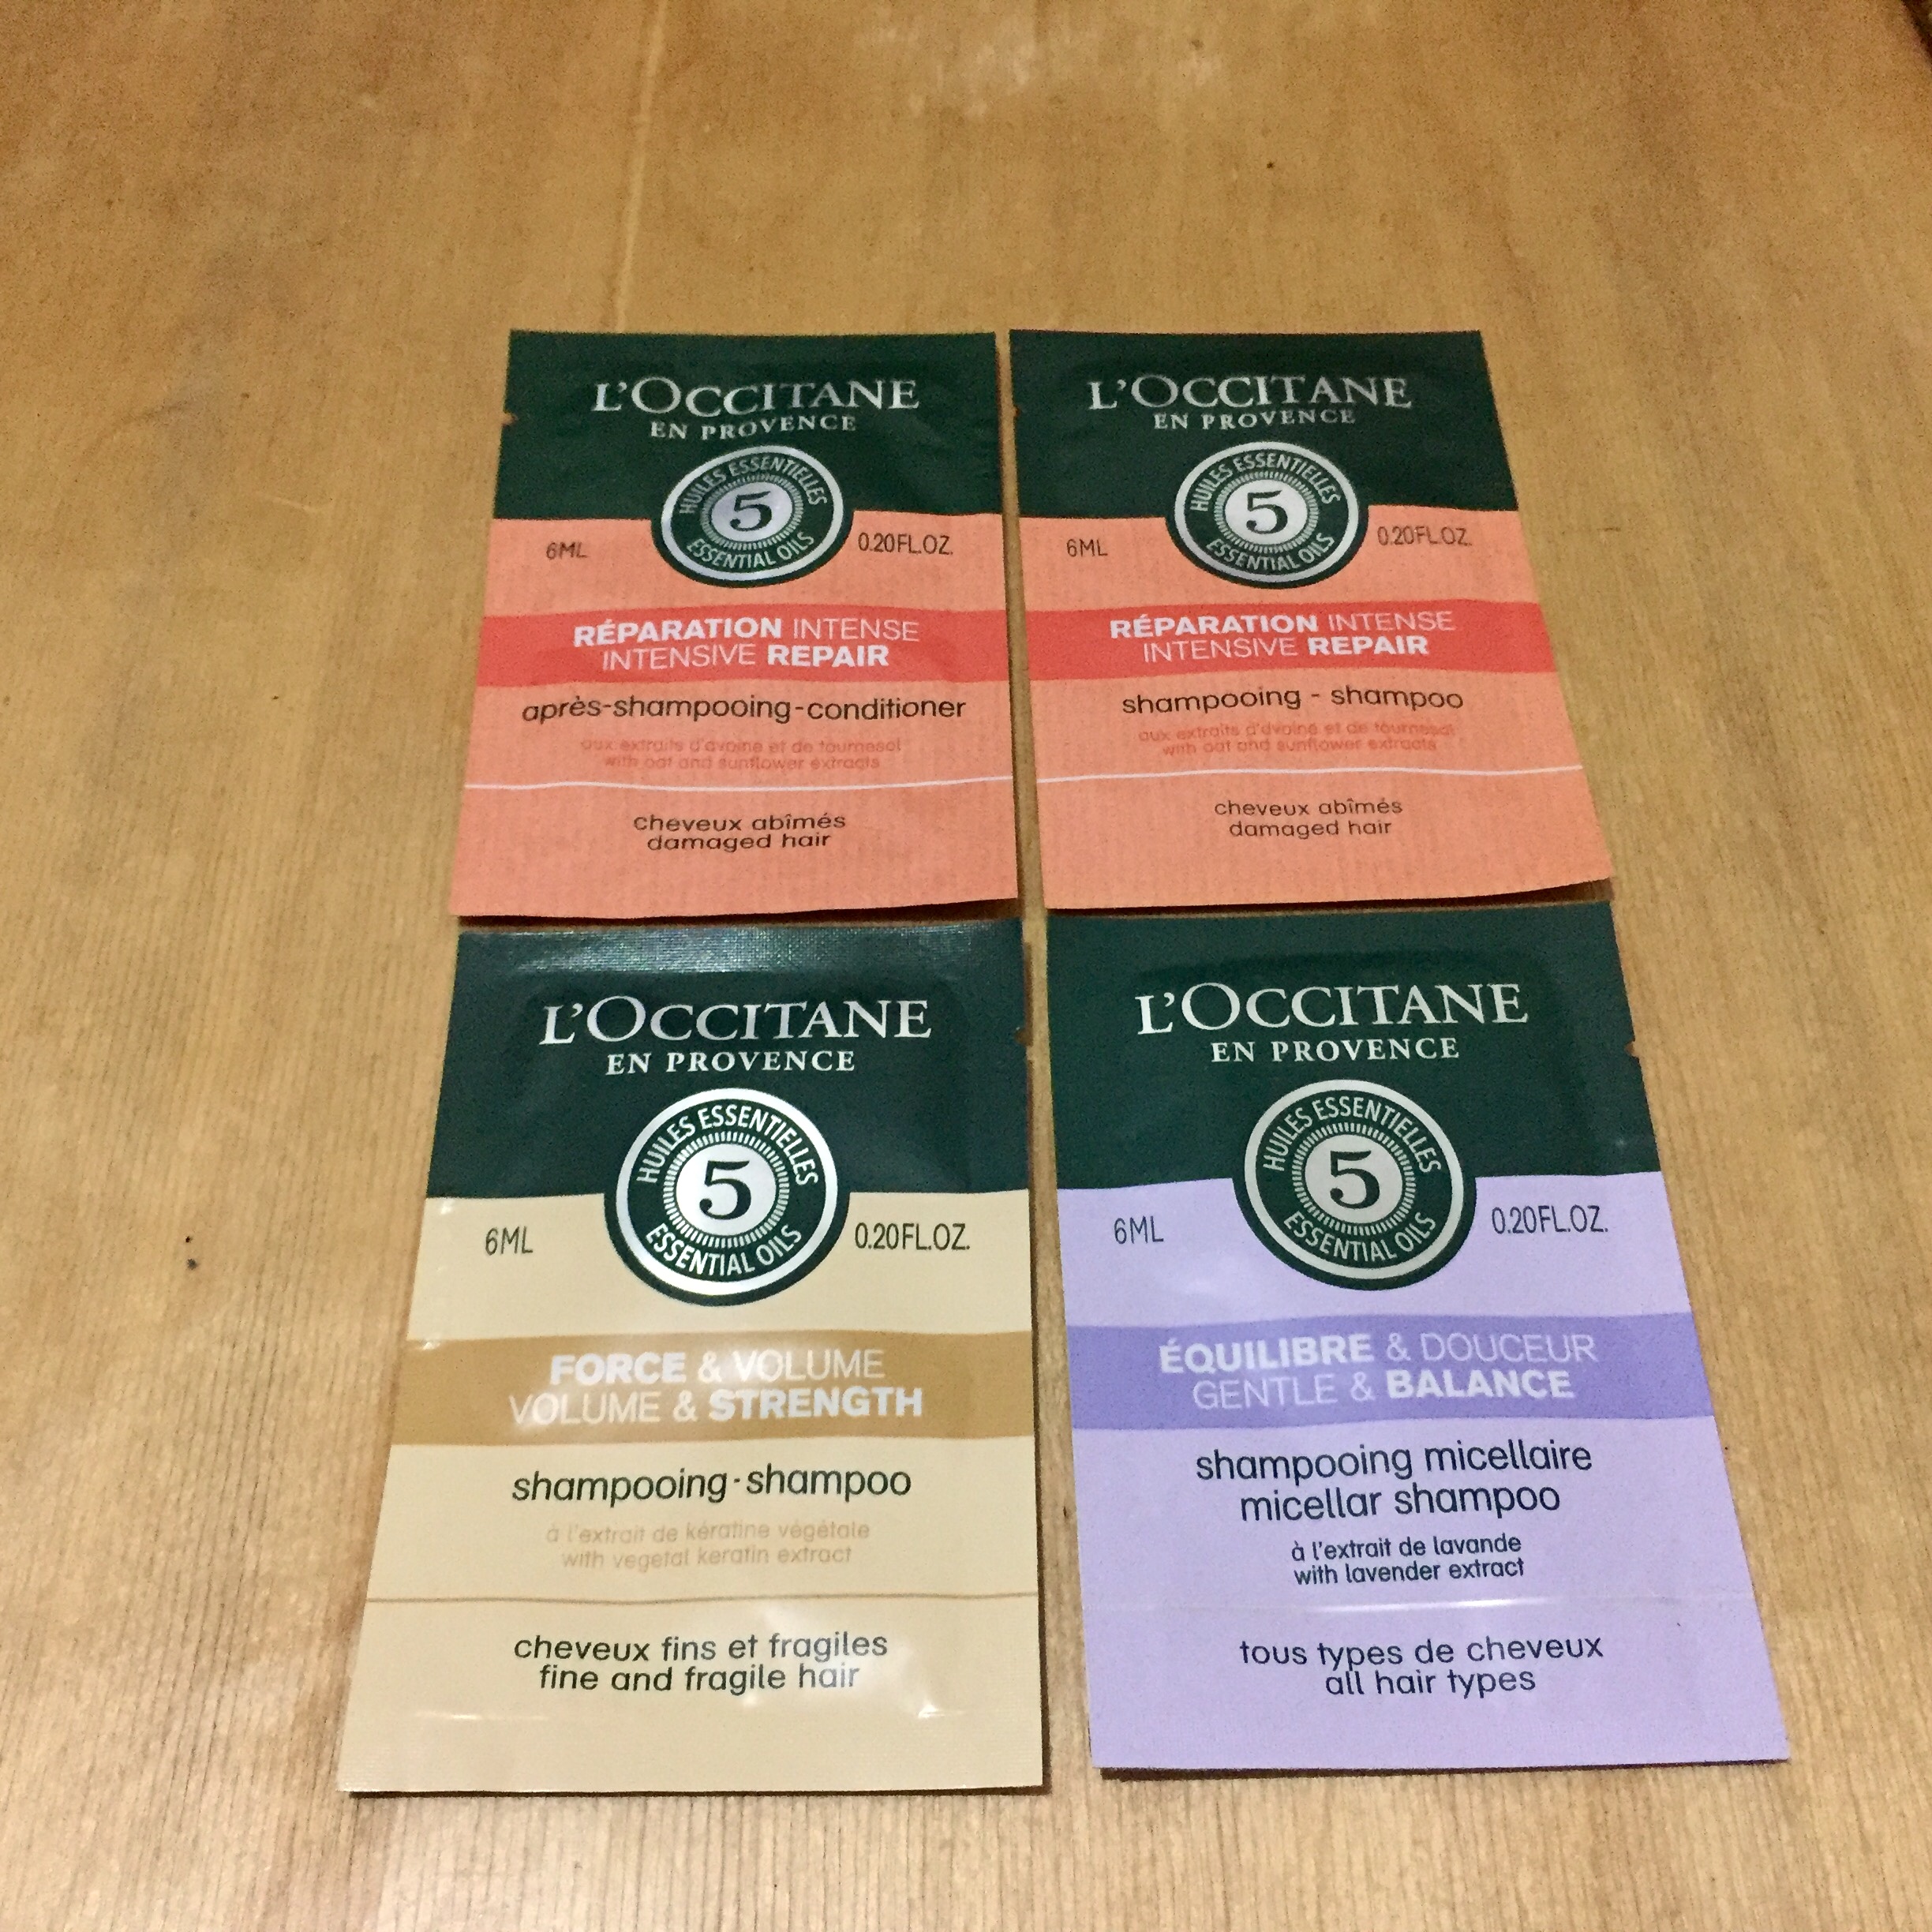 L'OCCITANE
EN PROVENCE
HUILES ESSENTIELLES
5
ESSENTIAL OILS
6ML
0.20FL.OZ.
RÉPARATION INTENSE
INTENSIVE REPAIR
après-shampooing-conditioner
aux extraits d'avoine et de tournesol
with oat and sunflower extracts
cheveux abîmés
damaged hair
L'OCCITANE
EN PROVENCE
HUILES ESSENTIELLES
5
ESSENTIAL OILS
6ML
0.20FL.OZ.
RÉPARATION INTENSE
INTENSIVE REPAIR
shampooing - shampoo
aux extraits d'avoine et de tournesol
with oat and sunflower extracts
cheveux abîmés
damaged hair
L'OCCITANE
EN PROVENCE
HUILES ESSENTIELLES
5
ESSENTIAL OILS
6ML
0.20FL.OZ.
FORCE & VOLUME
VOLUME & STRENGTH
shampooing·shampoo
à l'extrait de kératine végétale
with vegetal keratin extract
cheveux fins et fragiles
fine and fragile hair
L'OCCITANE
EN PROVENCE
HUILES ESSENTIELLES
5
ESSENTIAL OILS
6ML
0.20FL.OZ.
ÉQUILIBRE & DOUCEUR
GENTLE & BALANCE
shampooing micellaire
micellar shampoo
à l'extrait de lavande
with lavender extract
tous types de cheveux
all hair types